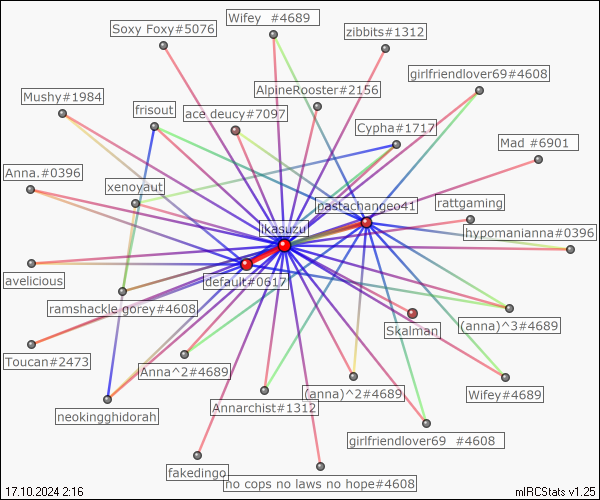 Wifey  #4689
Soxy Foxy#5076
zibbits#1312
girlfriendlover69#4608
AlpineRooster#2156
Mushy#1984
frisout
ace deucy#7097
Cypha#1717
Mad #6901
Anna.#0396
xenoyaut
pastachangeo41
rattgaming
ikasuzu
hypomanianna#0396
avelicious
default#0617
ramshackle gorey#4608
Skalman
(anna)^3#4689
Toucan#2473
Anna^2#4689
(anna)^2#4689
Wifey#4689
Annarchist#1312
neokingghidorah
girlfriendlover69  #4608
fakedingo
no cops no laws no hope#4608
17.10.2024 2:16
mIRCStats v1.25